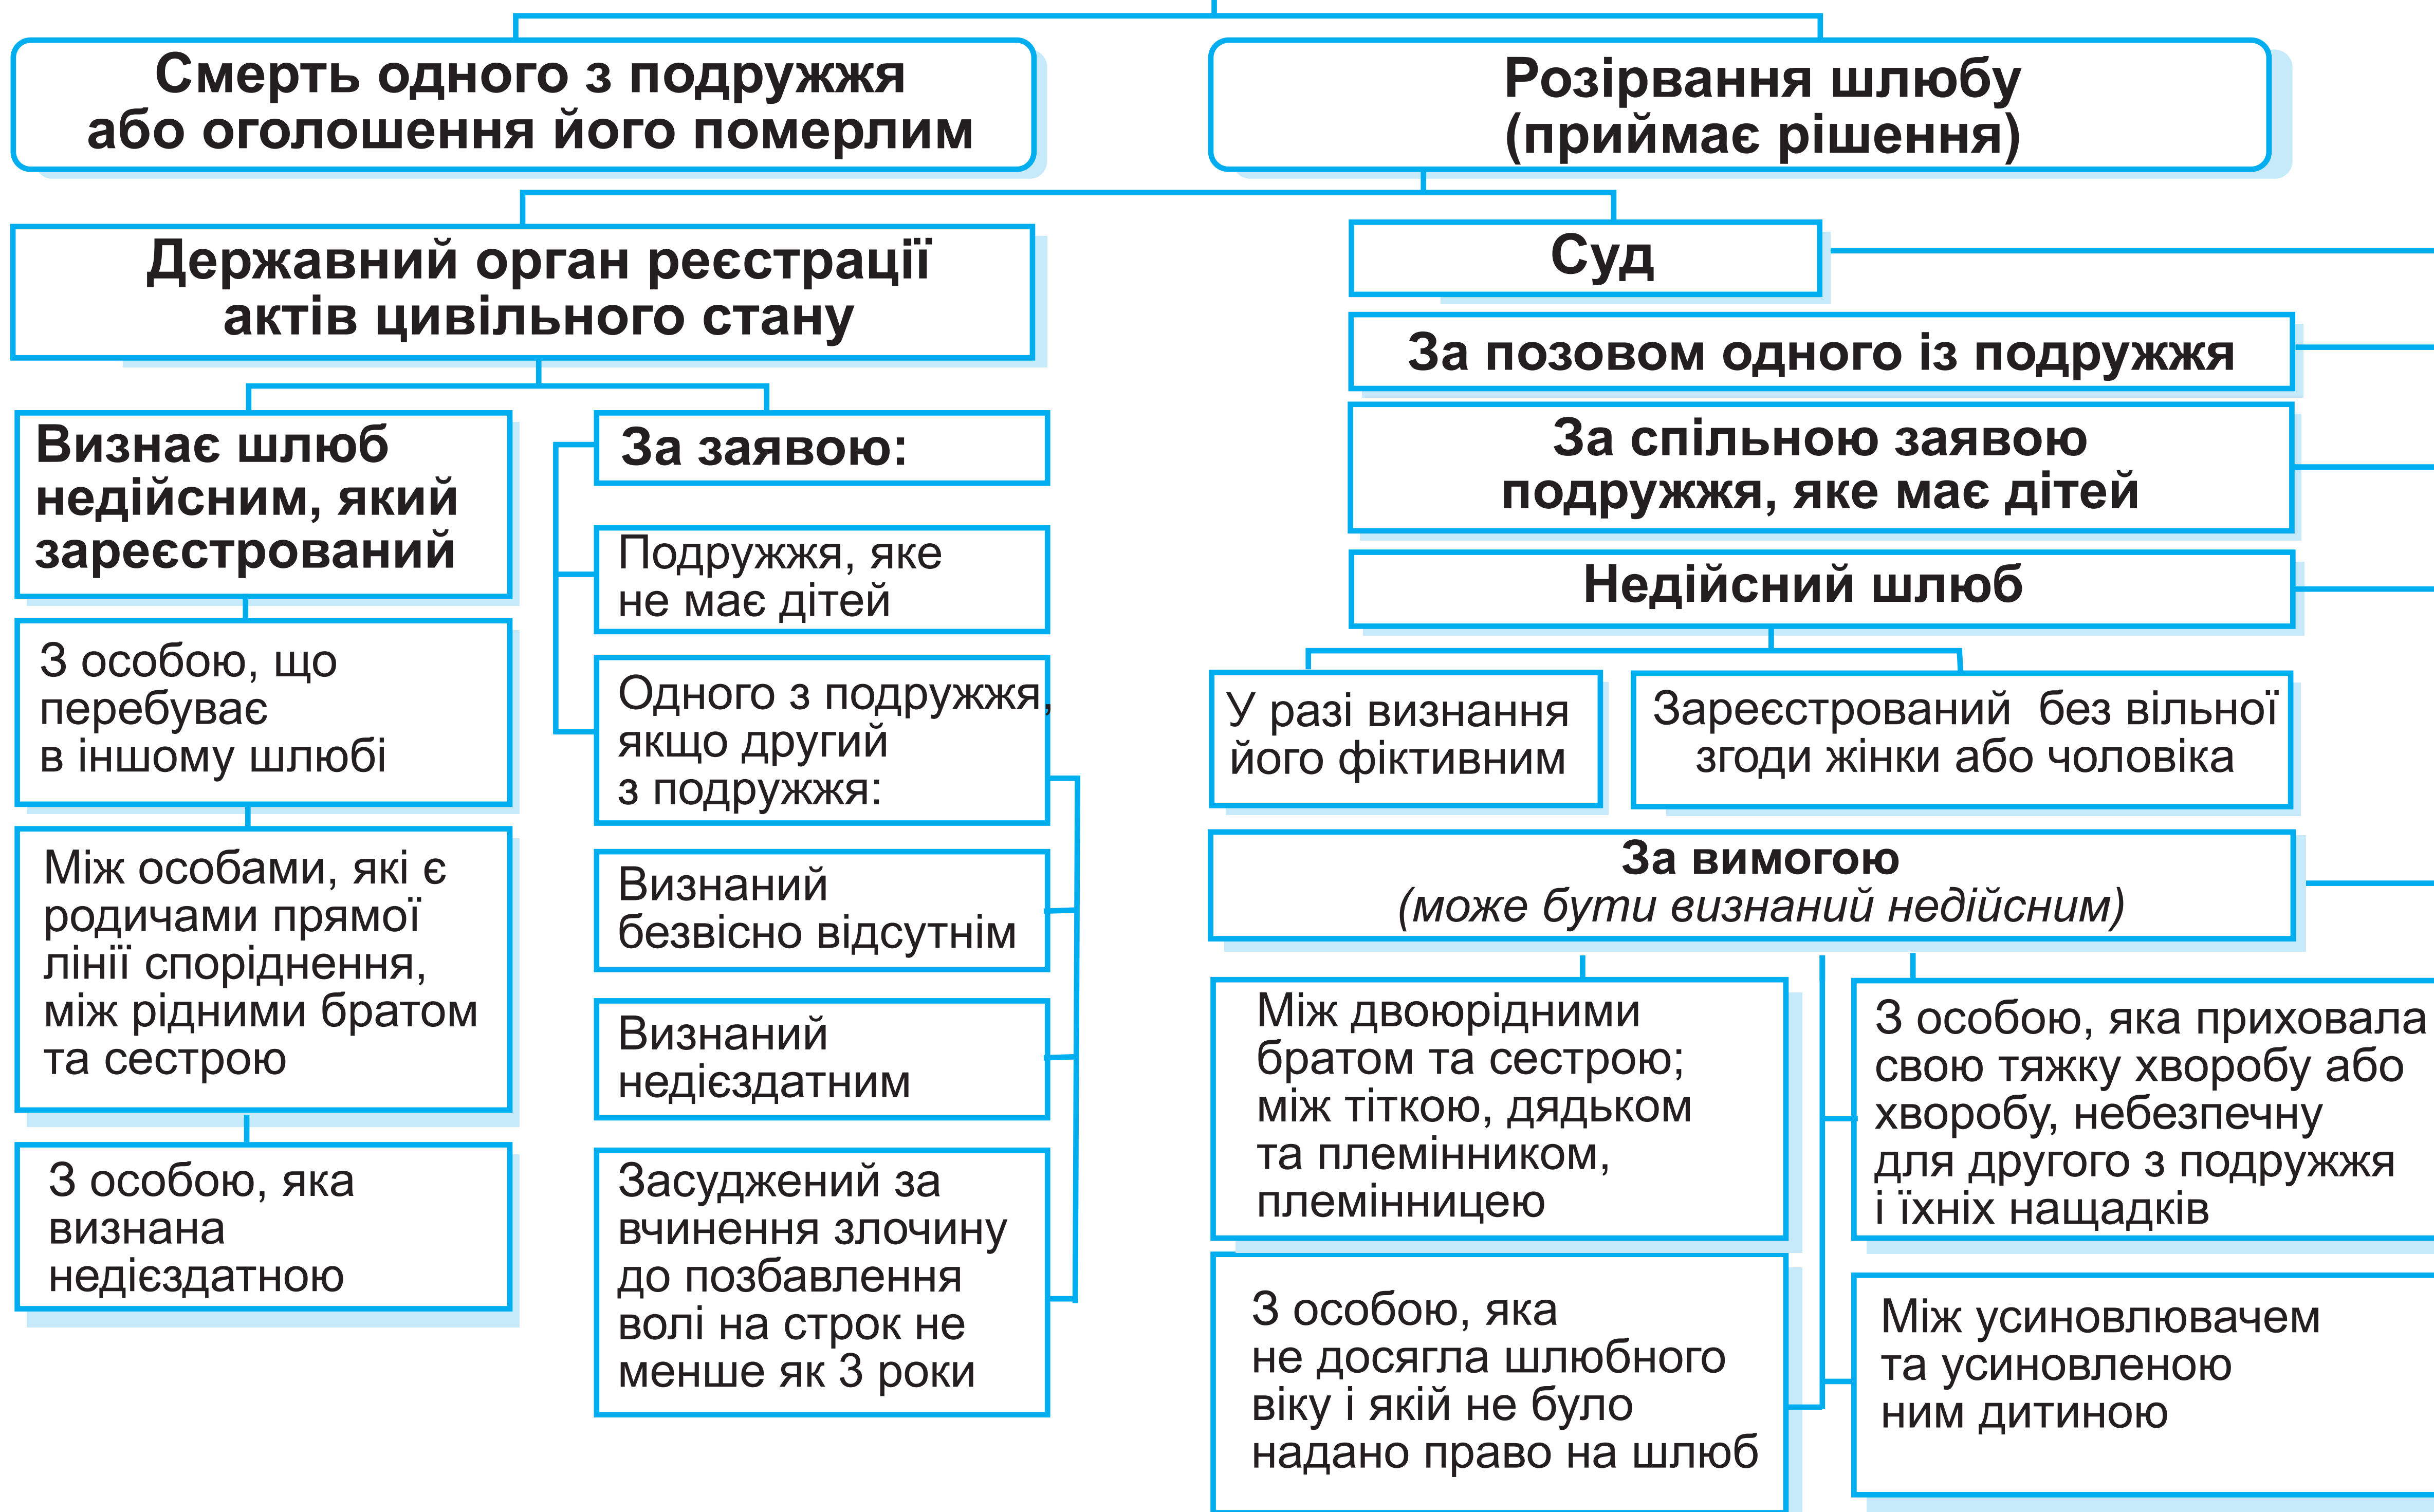 Смерть одного з подружжя
або оголошення його померлим
Розірвання шлюбу
(приймає рішення)
Державний орган реєстрації
актів цивільного стану
Суд
За позовом одного із подружжя
За спільною заявою
подружжя, яке має дітей
Недійсний шлюб
Визнає шлюб
недійсним, який
зареєстрований
З особою, що
перебуває
в іншому шлюбі
Між особами, які є
родичами прямої
лінії споріднення,
між рідними братом
та сестрою
З особою, яка
визнана
недієздатною
За заявою:
Подружжя, яке
не має дітей
Одного з подружжя,
якщо другий
з подружжя:
Визнаний
безвісно відсутнім
Визнаний
недієздатним
Засуджений за
вчинення злочину
до позбавлення
волі на строк не
менше як 3 роки
У разі визнання
його фіктивним
Зареєстрований без вільної
згоди жінки або чоловіка
За вимогою
(може бути визнаний недійсним)
Між двоюрідними
братом та сестрою;
між тіткою, дядьком
та племінником,
племінницею
З особою, яка приховала
свою тяжку хворобу або
хворобу, небезпечну
для другого з подружжя
і їхніх нащадків
З особою, яка
не досягла шлюбного
віку і якій не було
надано право на шлюб
Між усиновлювачем
та усиновленою
ним дитиною